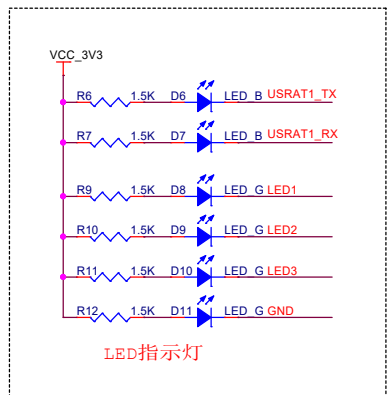 VCC_3V3
R6 1.5K D6 LED_B USRAT1_TX
R7 1.5K D7 LED_B USRAT1_RX
R9 1.5K D8 LED_G LED1
R10 1.5K D9 LED_G LED2
R11 1.5K D10 LED_G LED3
R12 1.5K D11 LED_G GND
LED指示灯